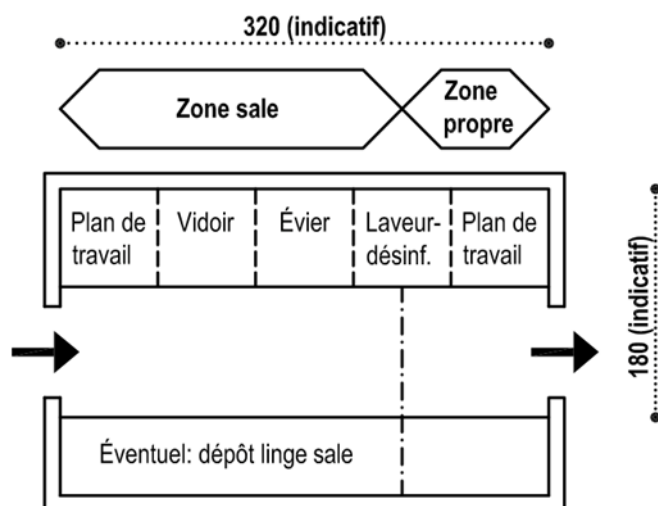 320 (indicatif)
Zone sale
Zone
propre
Plan de
travail
Vidoir
Évier
Laveur-
désinf.
Plan de
travail
180 (indicatif)
Éventuel: dépôt linge sale